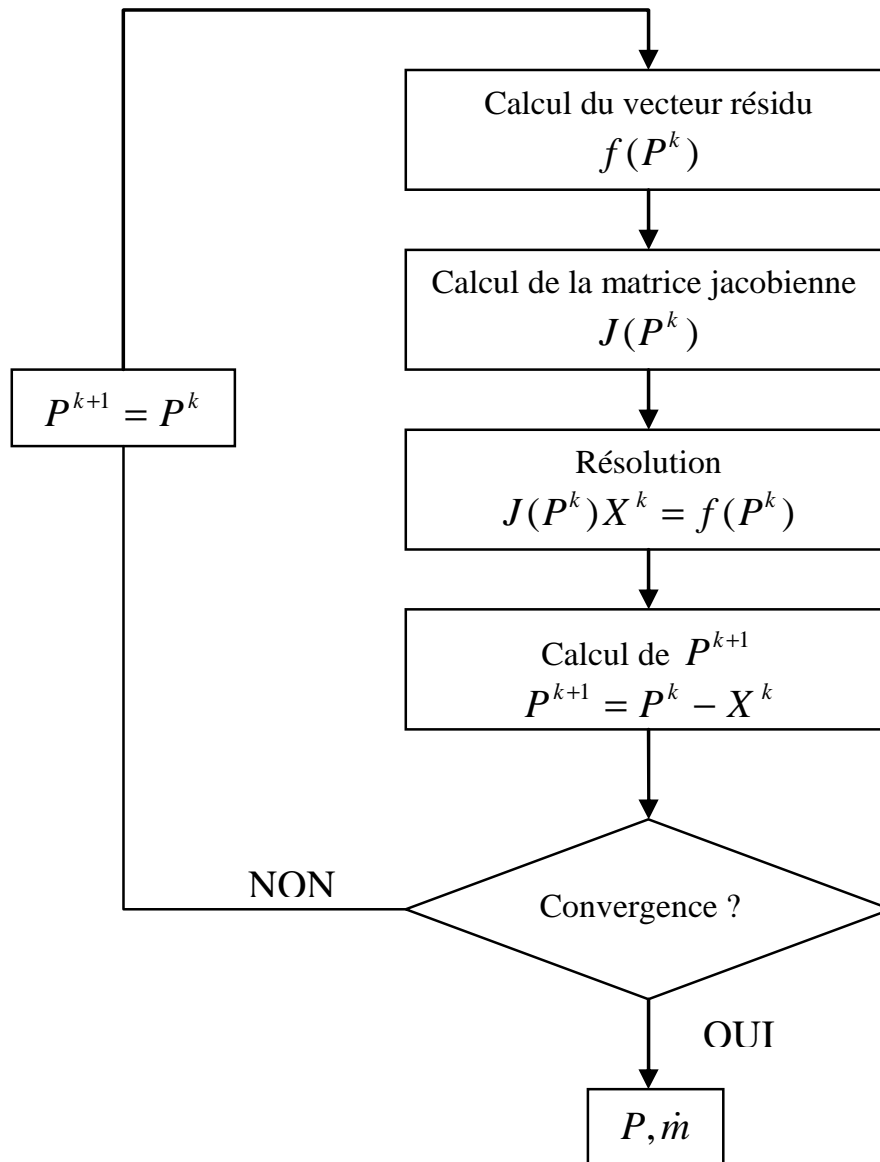 Calcul du vecteur résidu
f(P^k)
Calcul de la matrice jacobienne
J(P^k)
P^{k+1} = P^k
Résolution
J(P^k)X^k = f(P^k)
Calcul de P^{k+1}
P^{k+1} = P^k − X^k
NON
Convergence ?
OUI
P, ṁ